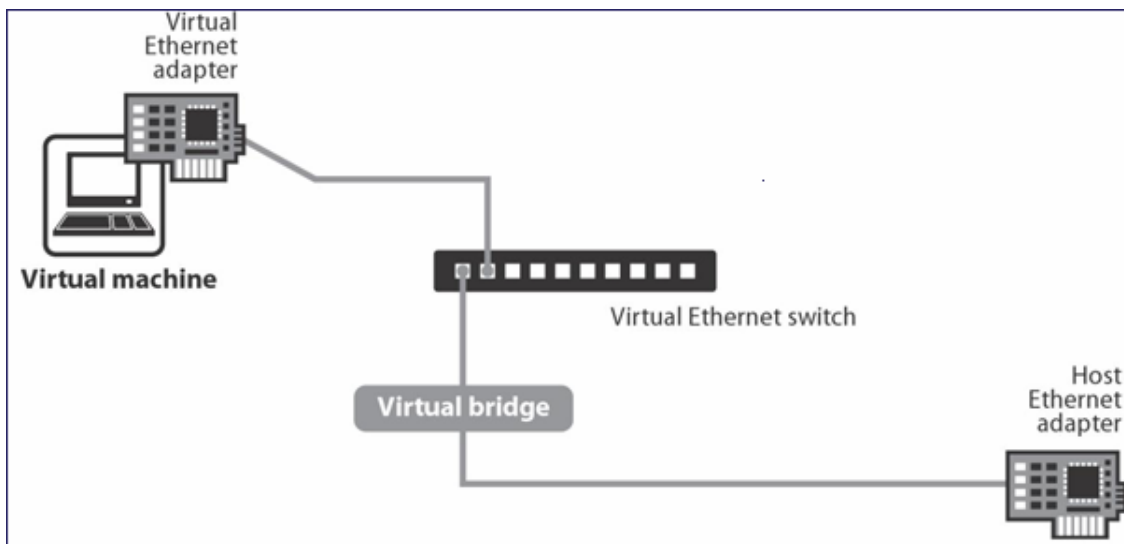 Virtual
Ethernet
adapter
Virtual machine
Virtual Ethernet switch
Virtual bridge
Host
Ethernet
adapter